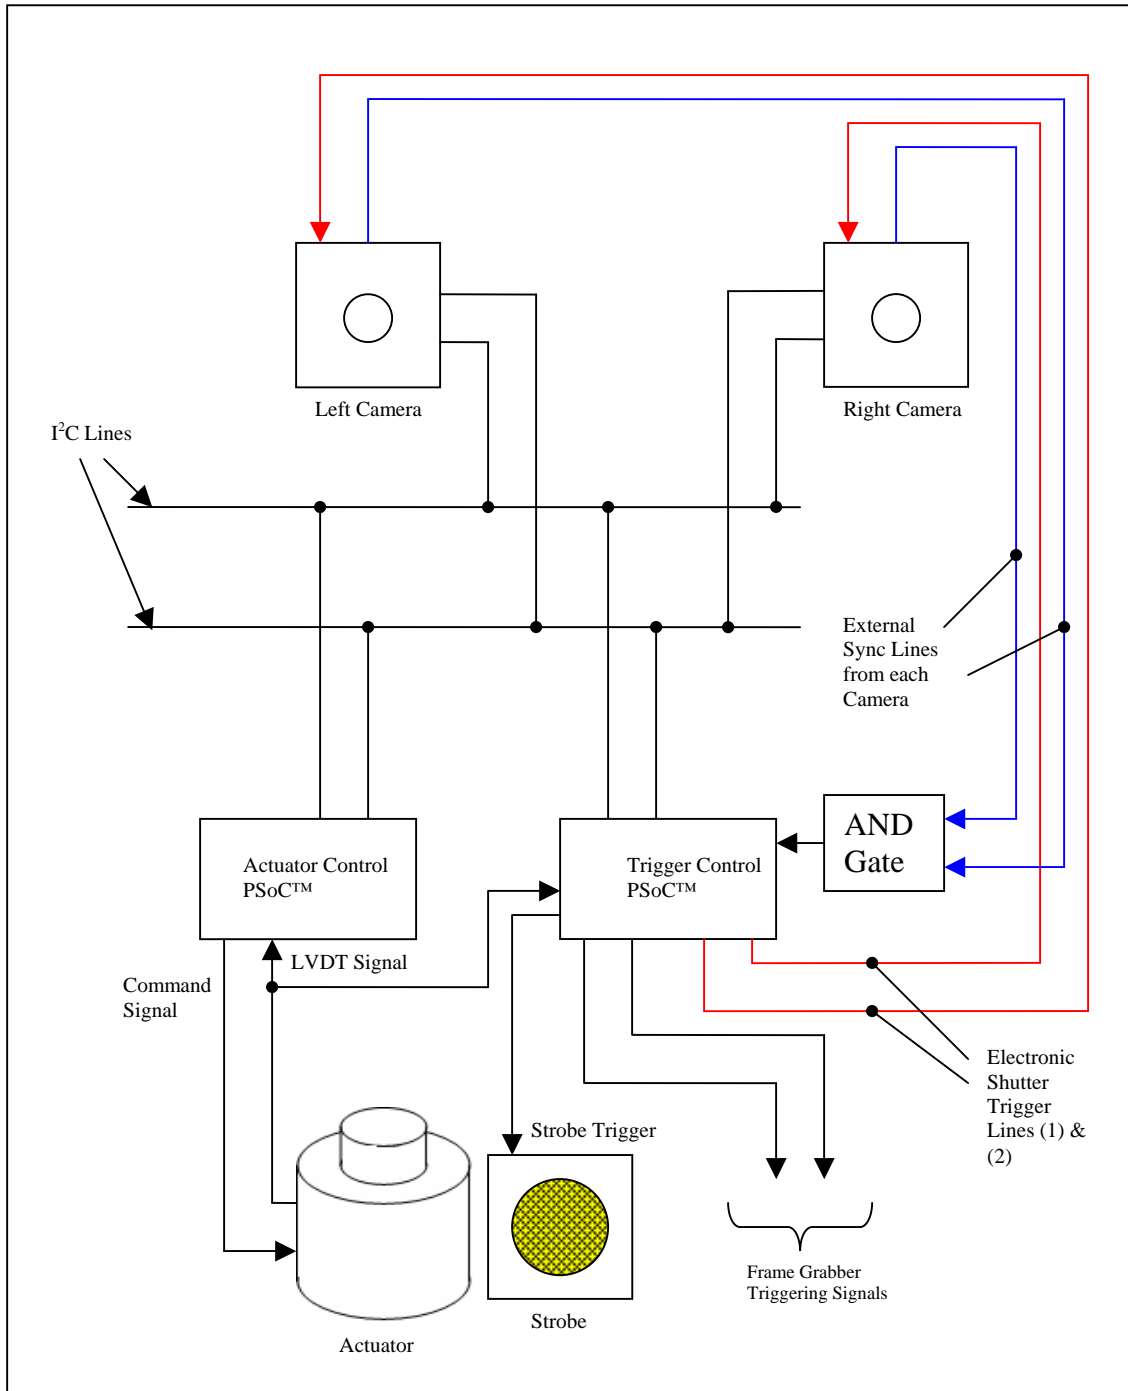 Left Camera
Right Camera
I²C Lines
External
Sync Lines
from each
Camera
AND
Gate
Actuator Control
PSoC™
Trigger Control
PSoC™
LVDT Signal
Command
Signal
Electronic
Shutter
Trigger
Lines (1) &
(2)
Strobe Trigger
Frame Grabber
Triggering Signals
Strobe
Actuator